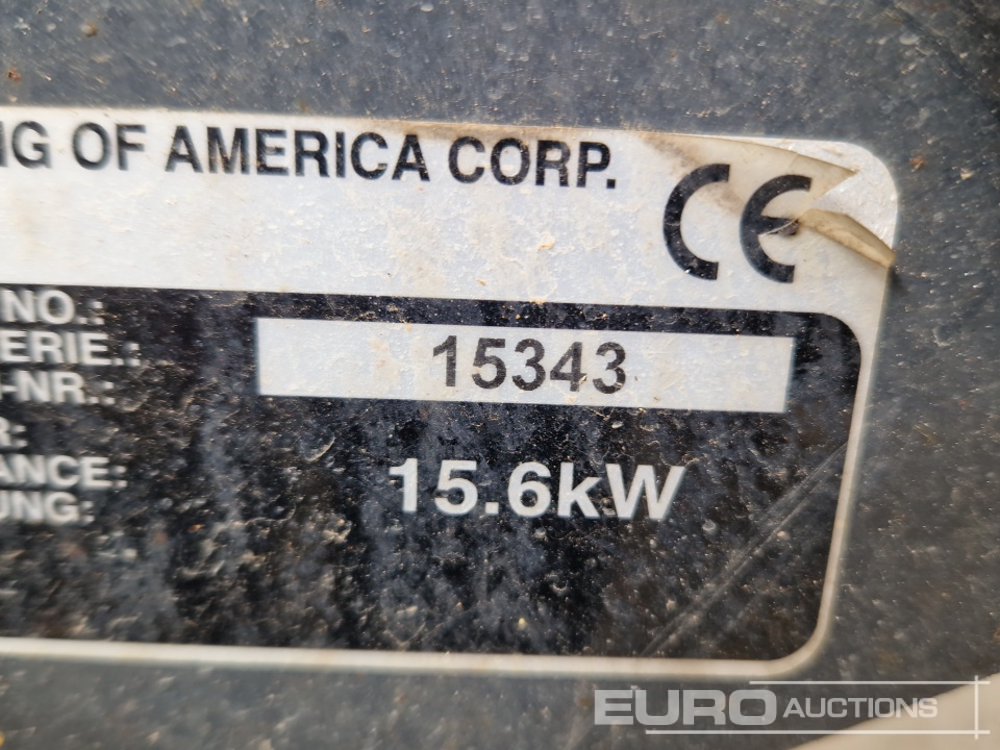 NG OF AMERICA CORP.
CE
NO.:
ERIE.:
15343
-NR.:
R:
ANCE:
15.6kW
UNG:
EURO AUCTIONS